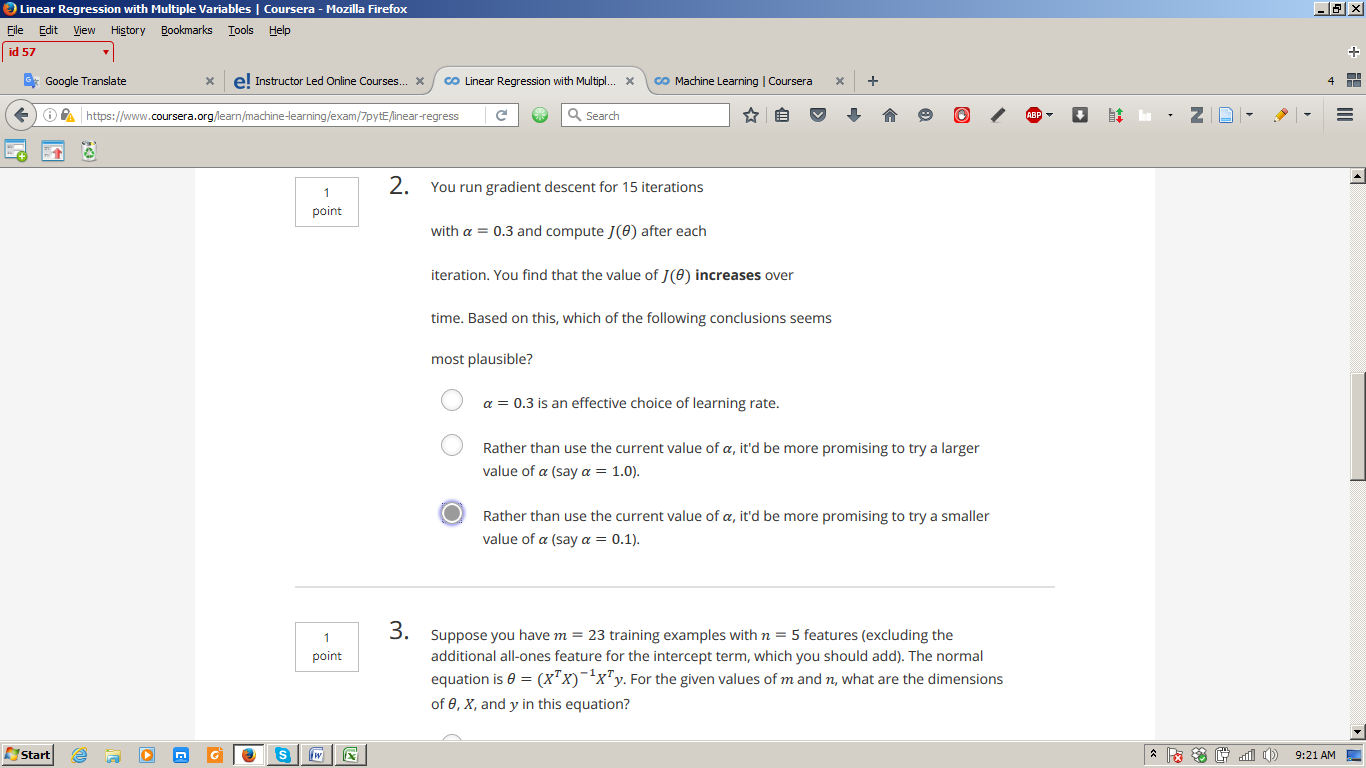 Linear Regression with Multiple Variables | Coursera - Mozilla Firefox
File Edit View History Bookmarks Tools Help
id 57
Google Translate
e! Instructor Led Online Courses...
Linear Regression with Multipl...
Machine Learning | Coursera
4
https://www.coursera.org/learn/machine-learning/exam/7pytE/linear-regress
Search
ABP
Z
1
point
2. You run gradient descent for 15 iterations
with α = 0.3 and compute J(θ) after each
iteration. You find that the value of J(θ) increases over
time. Based on this, which of the following conclusions seems
most plausible?
α = 0.3 is an effective choice of learning rate.
Rather than use the current value of α, it'd be more promising to try a larger
value of α (say α = 1.0).
Rather than use the current value of α, it'd be more promising to try a smaller
value of α (say α = 0.1).
1
point
3. Suppose you have m = 23 training examples with n = 5 features (excluding the
additional all-ones feature for the intercept term, which you should add). The normal
equation is θ = (XᵀX)⁻¹Xᵀy. For the given values of m and n, what are the dimensions
of θ, X, and y in this equation?
Start
9:21 AM